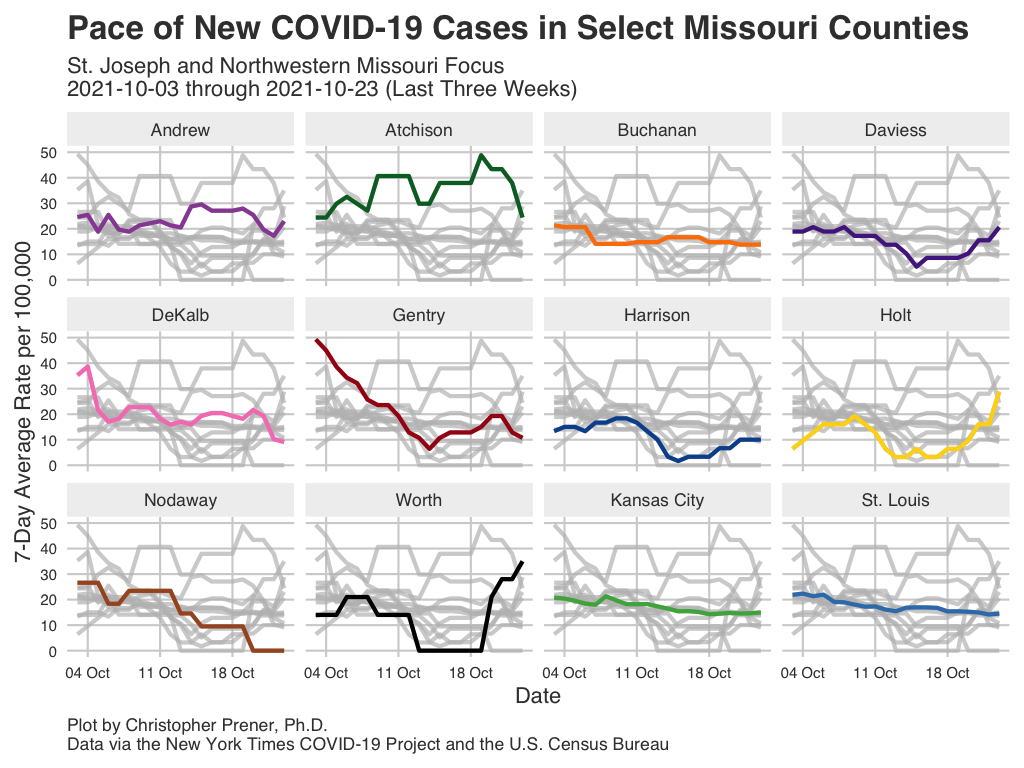 Pace of New COVID-19 Cases in Select Missouri Counties
St. Joseph and Northwestern Missouri Focus
2021-10-03 through 2021-10-23 (Last Three Weeks)
Andrew Atchison Buchanan Daviess
50
40
30
20
10
0
DeKalb Gentry Harrison Holt
50
40
30
20
10
0
Nodaway Worth Kansas City St. Louis
50
40
30
20
10
0
7-Day Average Rate per 100,000
04 Oct 11 Oct 18 Oct 04 Oct 11 Oct 18 Oct 04 Oct 11 Oct 18 Oct 04 Oct 11 Oct 18 Oct
Date
Plot by Christopher Prener, Ph.D.
Data via the New York Times COVID-19 Project and the U.S. Census Bureau